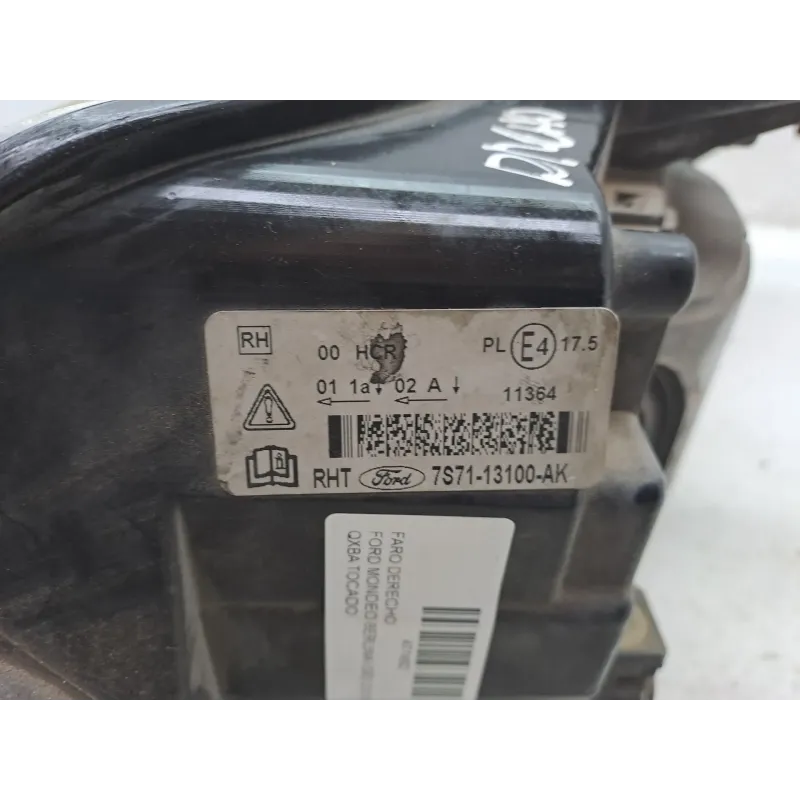 RH
00 HCR
PL E4 17.5
01 1a 02 A
11364
RHT Ford 7S71-13100-AK
FARO DERECHO
FORD MONDEO BERLINA
QXBA TOCADO